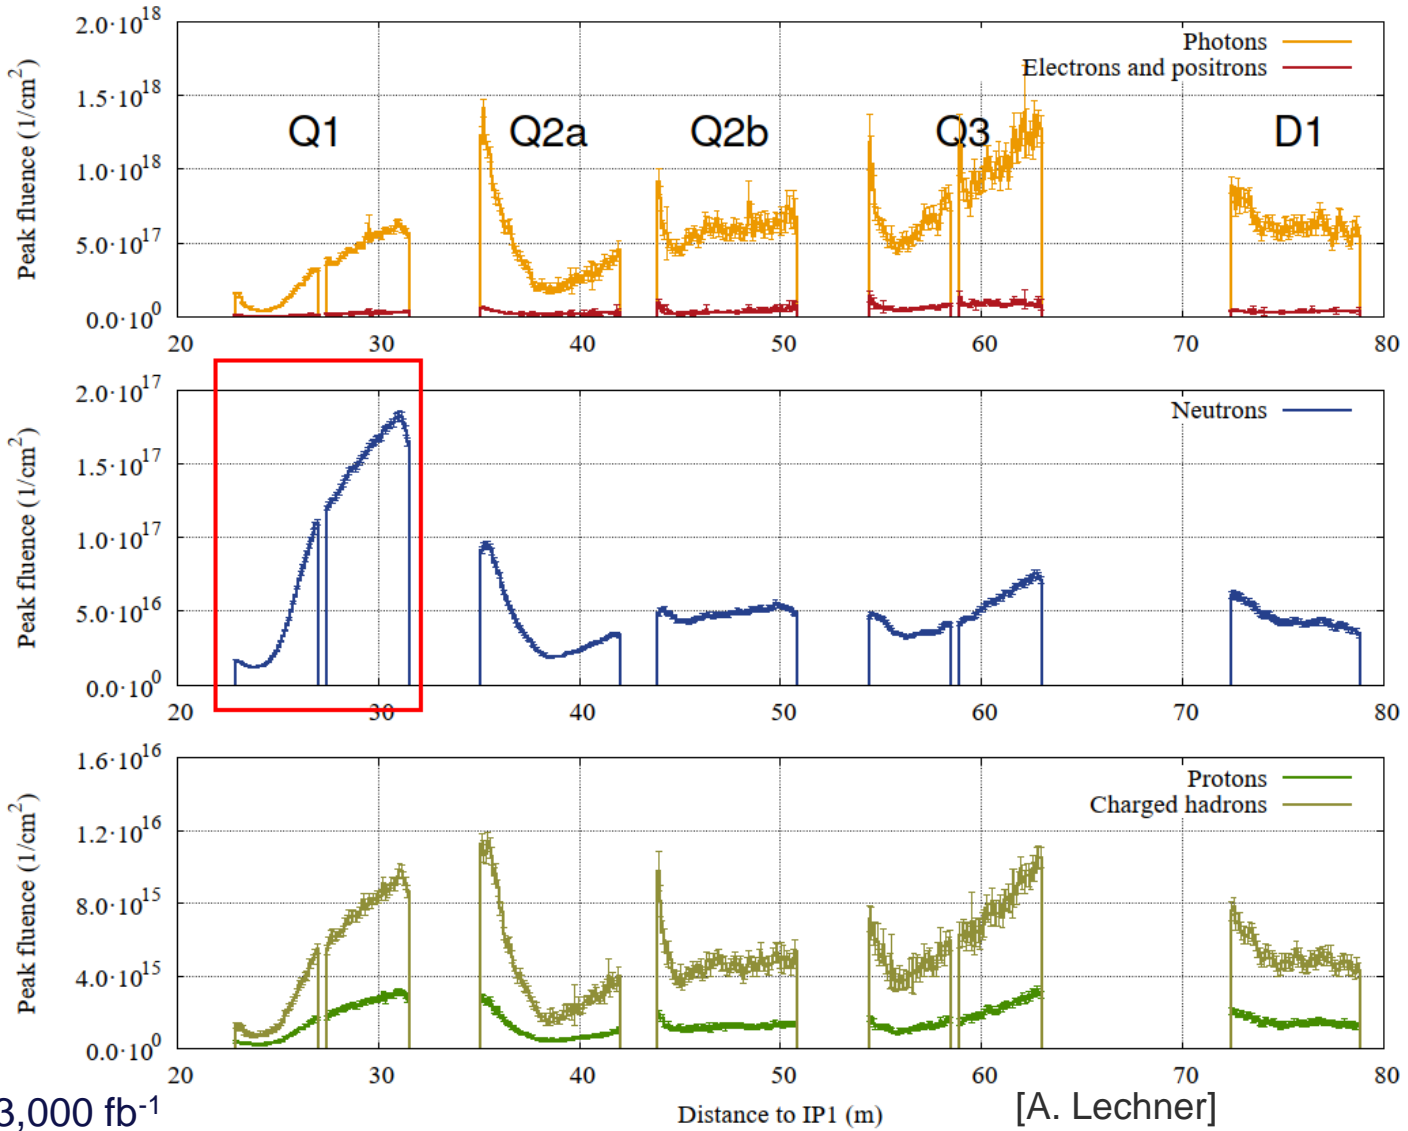 2.0·10^18
Photons
Electrons and positrons
1.5·10^18
Q1 Q2a Q2b Q3 D1
1.0·10^18
5.0·10^17
0.0·10^0
Peak fluence (1/cm^2)
20 30 40 50 60 70 80
2.0·10^17
Neutrons
1.5·10^17
1.0·10^17
5.0·10^16
0.0·10^0
Peak fluence (1/cm^2)
20 30 40 50 60 70 80
1.6·10^16
Protons
Charged hadrons
1.2·10^16
8.0·10^15
4.0·10^15
0.0·10^0
Peak fluence (1/cm^2)
20 30 40 50 60 70 80
3,000 fb^-1
Distance to IP1 (m)
[A. Lechner]